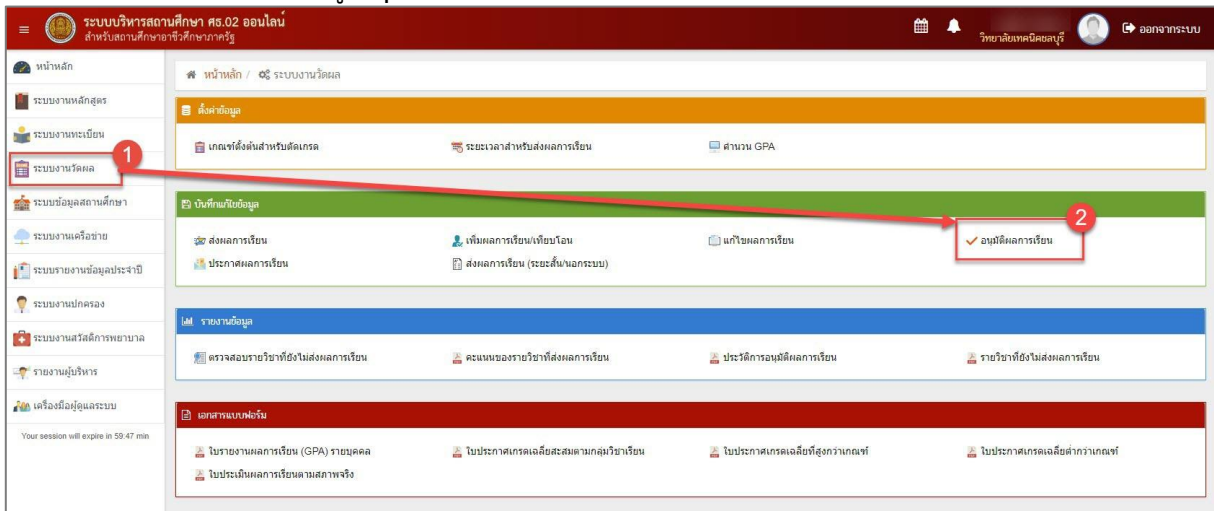 ระบบบริหารสถานศึกษา ศธ.02 ออนไลน์
สำหรับสถานศึกษาอาชีวศึกษาภาครัฐ
วิทยาลัยเทคนิคชลบุรี
ออกจากระบบ
หน้าหลัก
ระบบงานหลักสูตร
ระบบงานทะเบียน
ระบบงานวัดผล
1
ระบบข้อมูลสถานศึกษา
ระบบงานเครือข่าย
ระบบรายงานข้อมูลประจำปี
ระบบงานปกครอง
ระบบงานสวัสดิการพยาบาล
รายงานผู้บริหาร
เครื่องมือผู้ดูแลระบบ
Your session will expire in 59:47 min
หน้าหลัก / ระบบงานวัดผล
ตั้งค่าข้อมูล
เกณฑ์ตั้งต้นสำหรับตัดเกรด
ระยะเวลาสำหรับส่งผลการเรียน
คำนวน GPA
บันทึกแก้ไขข้อมูล
2
ส่งผลการเรียน
เพิ่มผลการเรียน/เทียบโอน
แก้ไขผลการเรียน
อนุมัติผลการเรียน
ประกาศผลการเรียน
ส่งผลการเรียน (ระยะสั้น/นอกระบบ)
รายงานข้อมูล
ตรวจสอบรายวิชาที่ยังไม่ส่งผลการเรียน
คะแนนของรายวิชาที่ส่งผลการเรียน
ประวัติการอนุมัติผลการเรียน
รายวิชาที่ยังไม่ส่งผลการเรียน
เอกสารแบบฟอร์ม
ใบรายงานผลการเรียน (GPA) รายบุคคล
ใบประกาศเกรดเฉลี่ยสะสมตามกลุ่มวิชาเรียน
ใบประกาศเกรดเฉลี่ยที่สูงกว่าเกณฑ์
ใบประกาศเกรดเฉลี่ยต่ำกว่าเกณฑ์
ใบประเมินผลการเรียนตามสภาพจริง